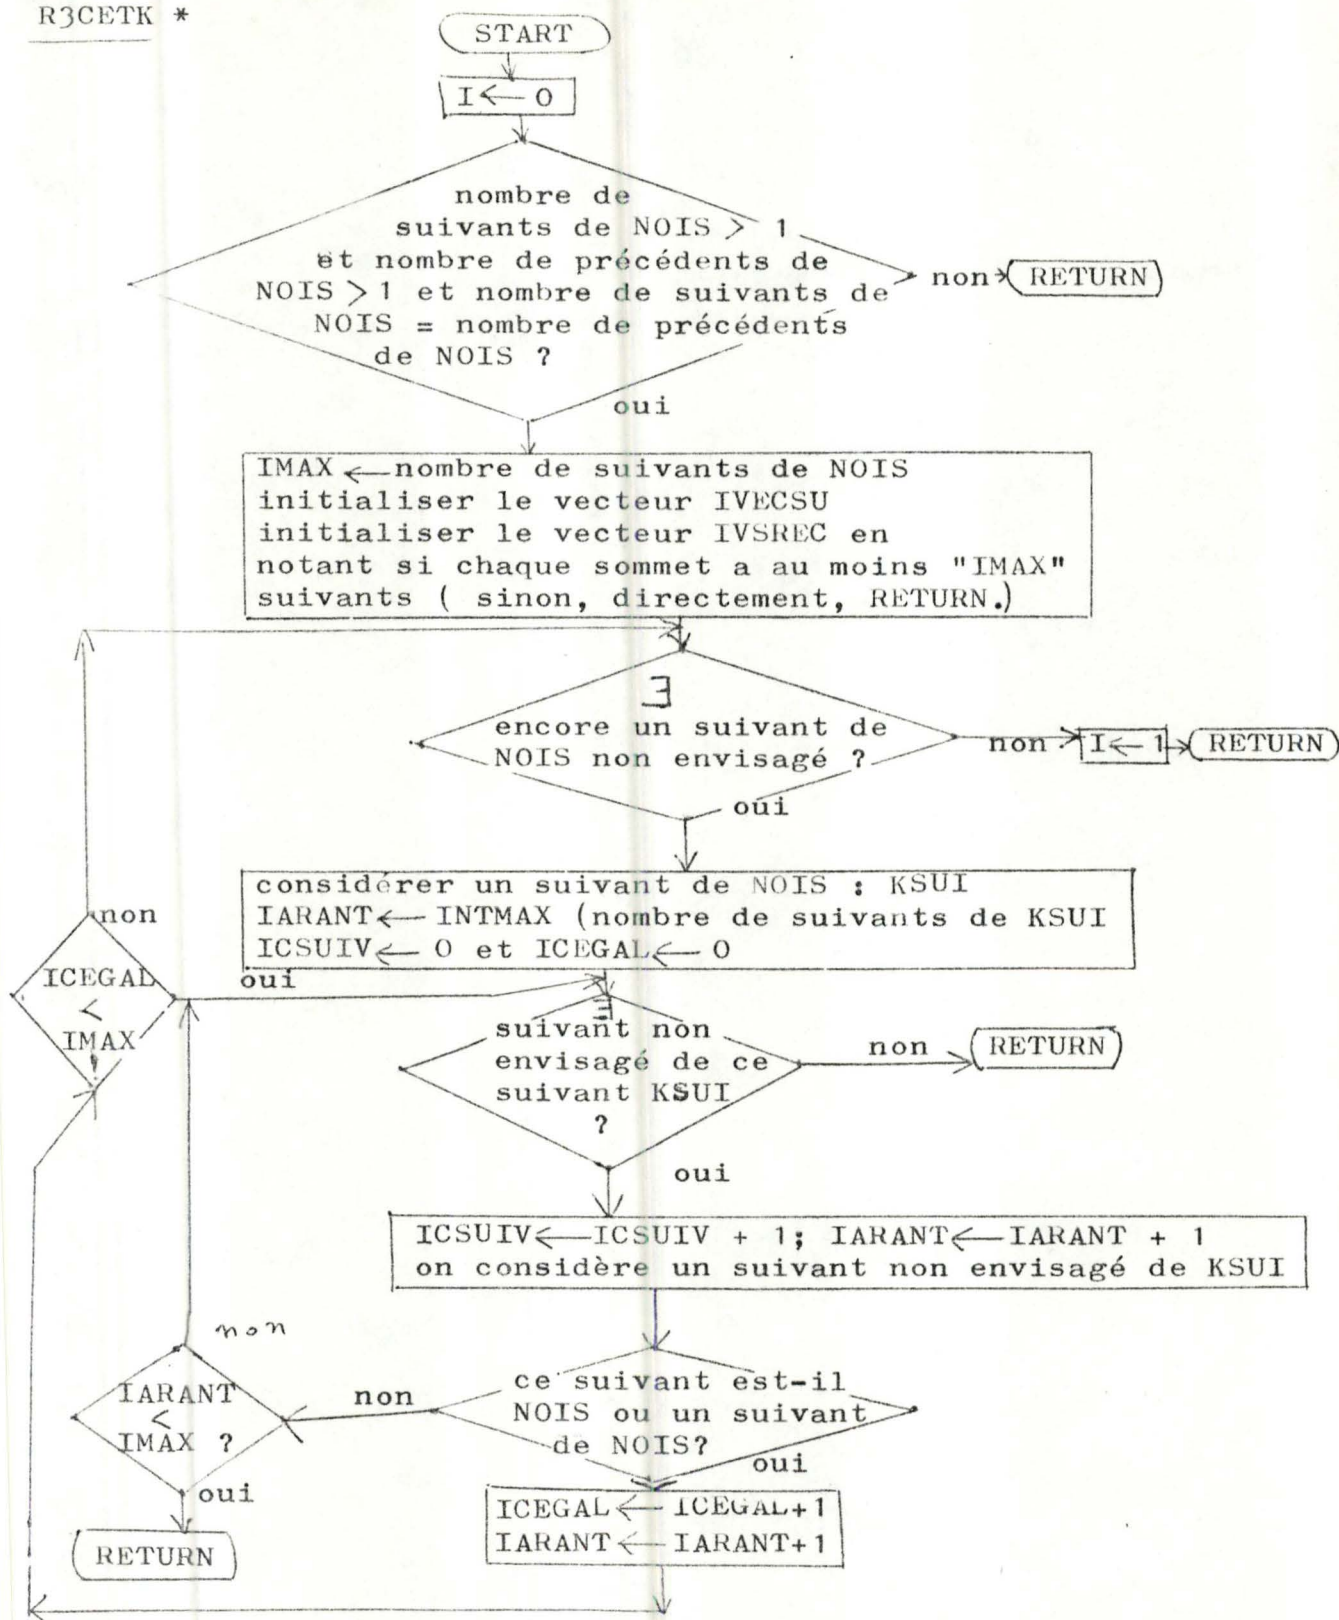 R3CETK *
START
I ← 0
nombre de
suivants de NOIS > 1
et nombre de précédents de
NOIS > 1 et nombre de suivants de
NOIS = nombre de précédents
de NOIS ?
non
RETURN
oui
IMAX ← nombre de suivants de NOIS
initialiser le vecteur IVECSU
initialiser le vecteur IVSREC en
notant si chaque sommet a au moins "IMAX"
suivants ( sinon, directement, RETURN.)
∃
encore un suivant de
NOIS non envisagé ?
non
I ← 1
RETURN
oui
considérer un suivant de NOIS : KSUI
IARANT ← INTMAX (nombre de suivants de KSUI
ICSUIV ← 0 et ICEGAL ← 0
non
ICEGAL
<
IMAX
oui
∃
suivant non
envisagé de ce
suivant KSUI
?
non
RETURN
oui
ICSUIV ← ICSUIV + 1; IARANT ← IARANT + 1
on considère un suivant non envisagé de KSUI
non
IARANT
<
IMAX ?
non
ce suivant est-il
NOIS ou un suivant
de NOIS?
oui
oui
RETURN
ICEGAL ← ICEGAL+1
IARANT ← IARANT+1